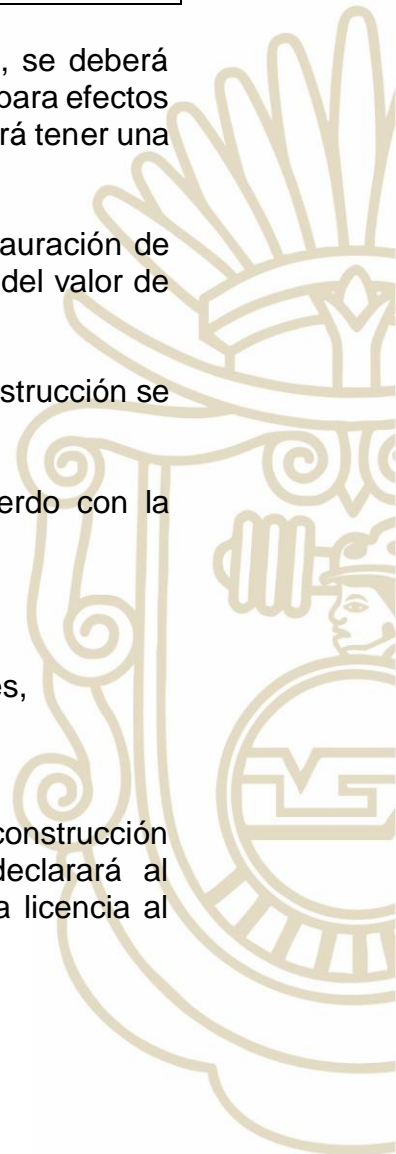 , se deberá
para efectos
rá tener una
auración de
del valor de
strucción se
erdo con la
es,
construcción
declarará al
a licencia al